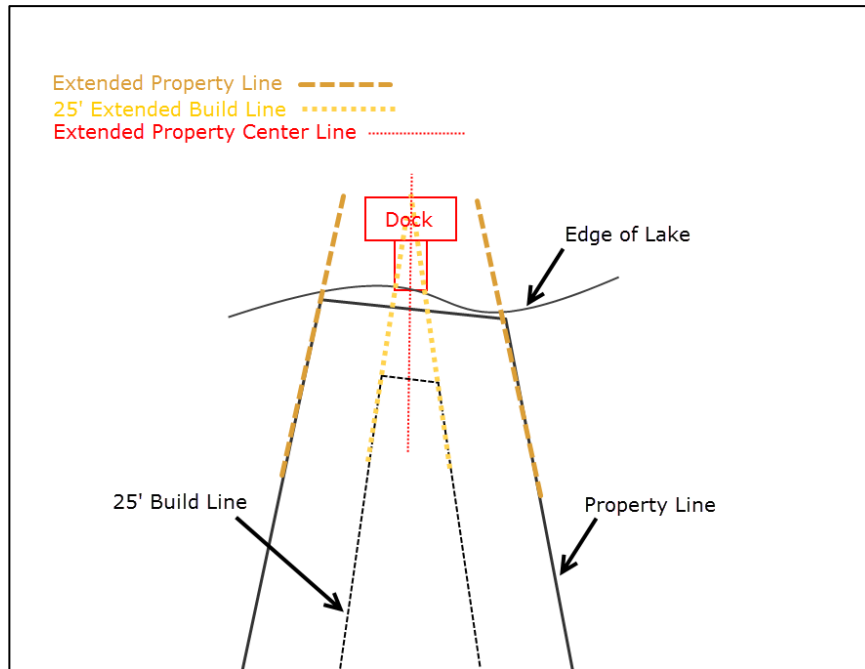 Extended Property Line
25' Extended Build Line
Extended Property Center Line
Dock
Edge of Lake
25' Build Line
Property Line